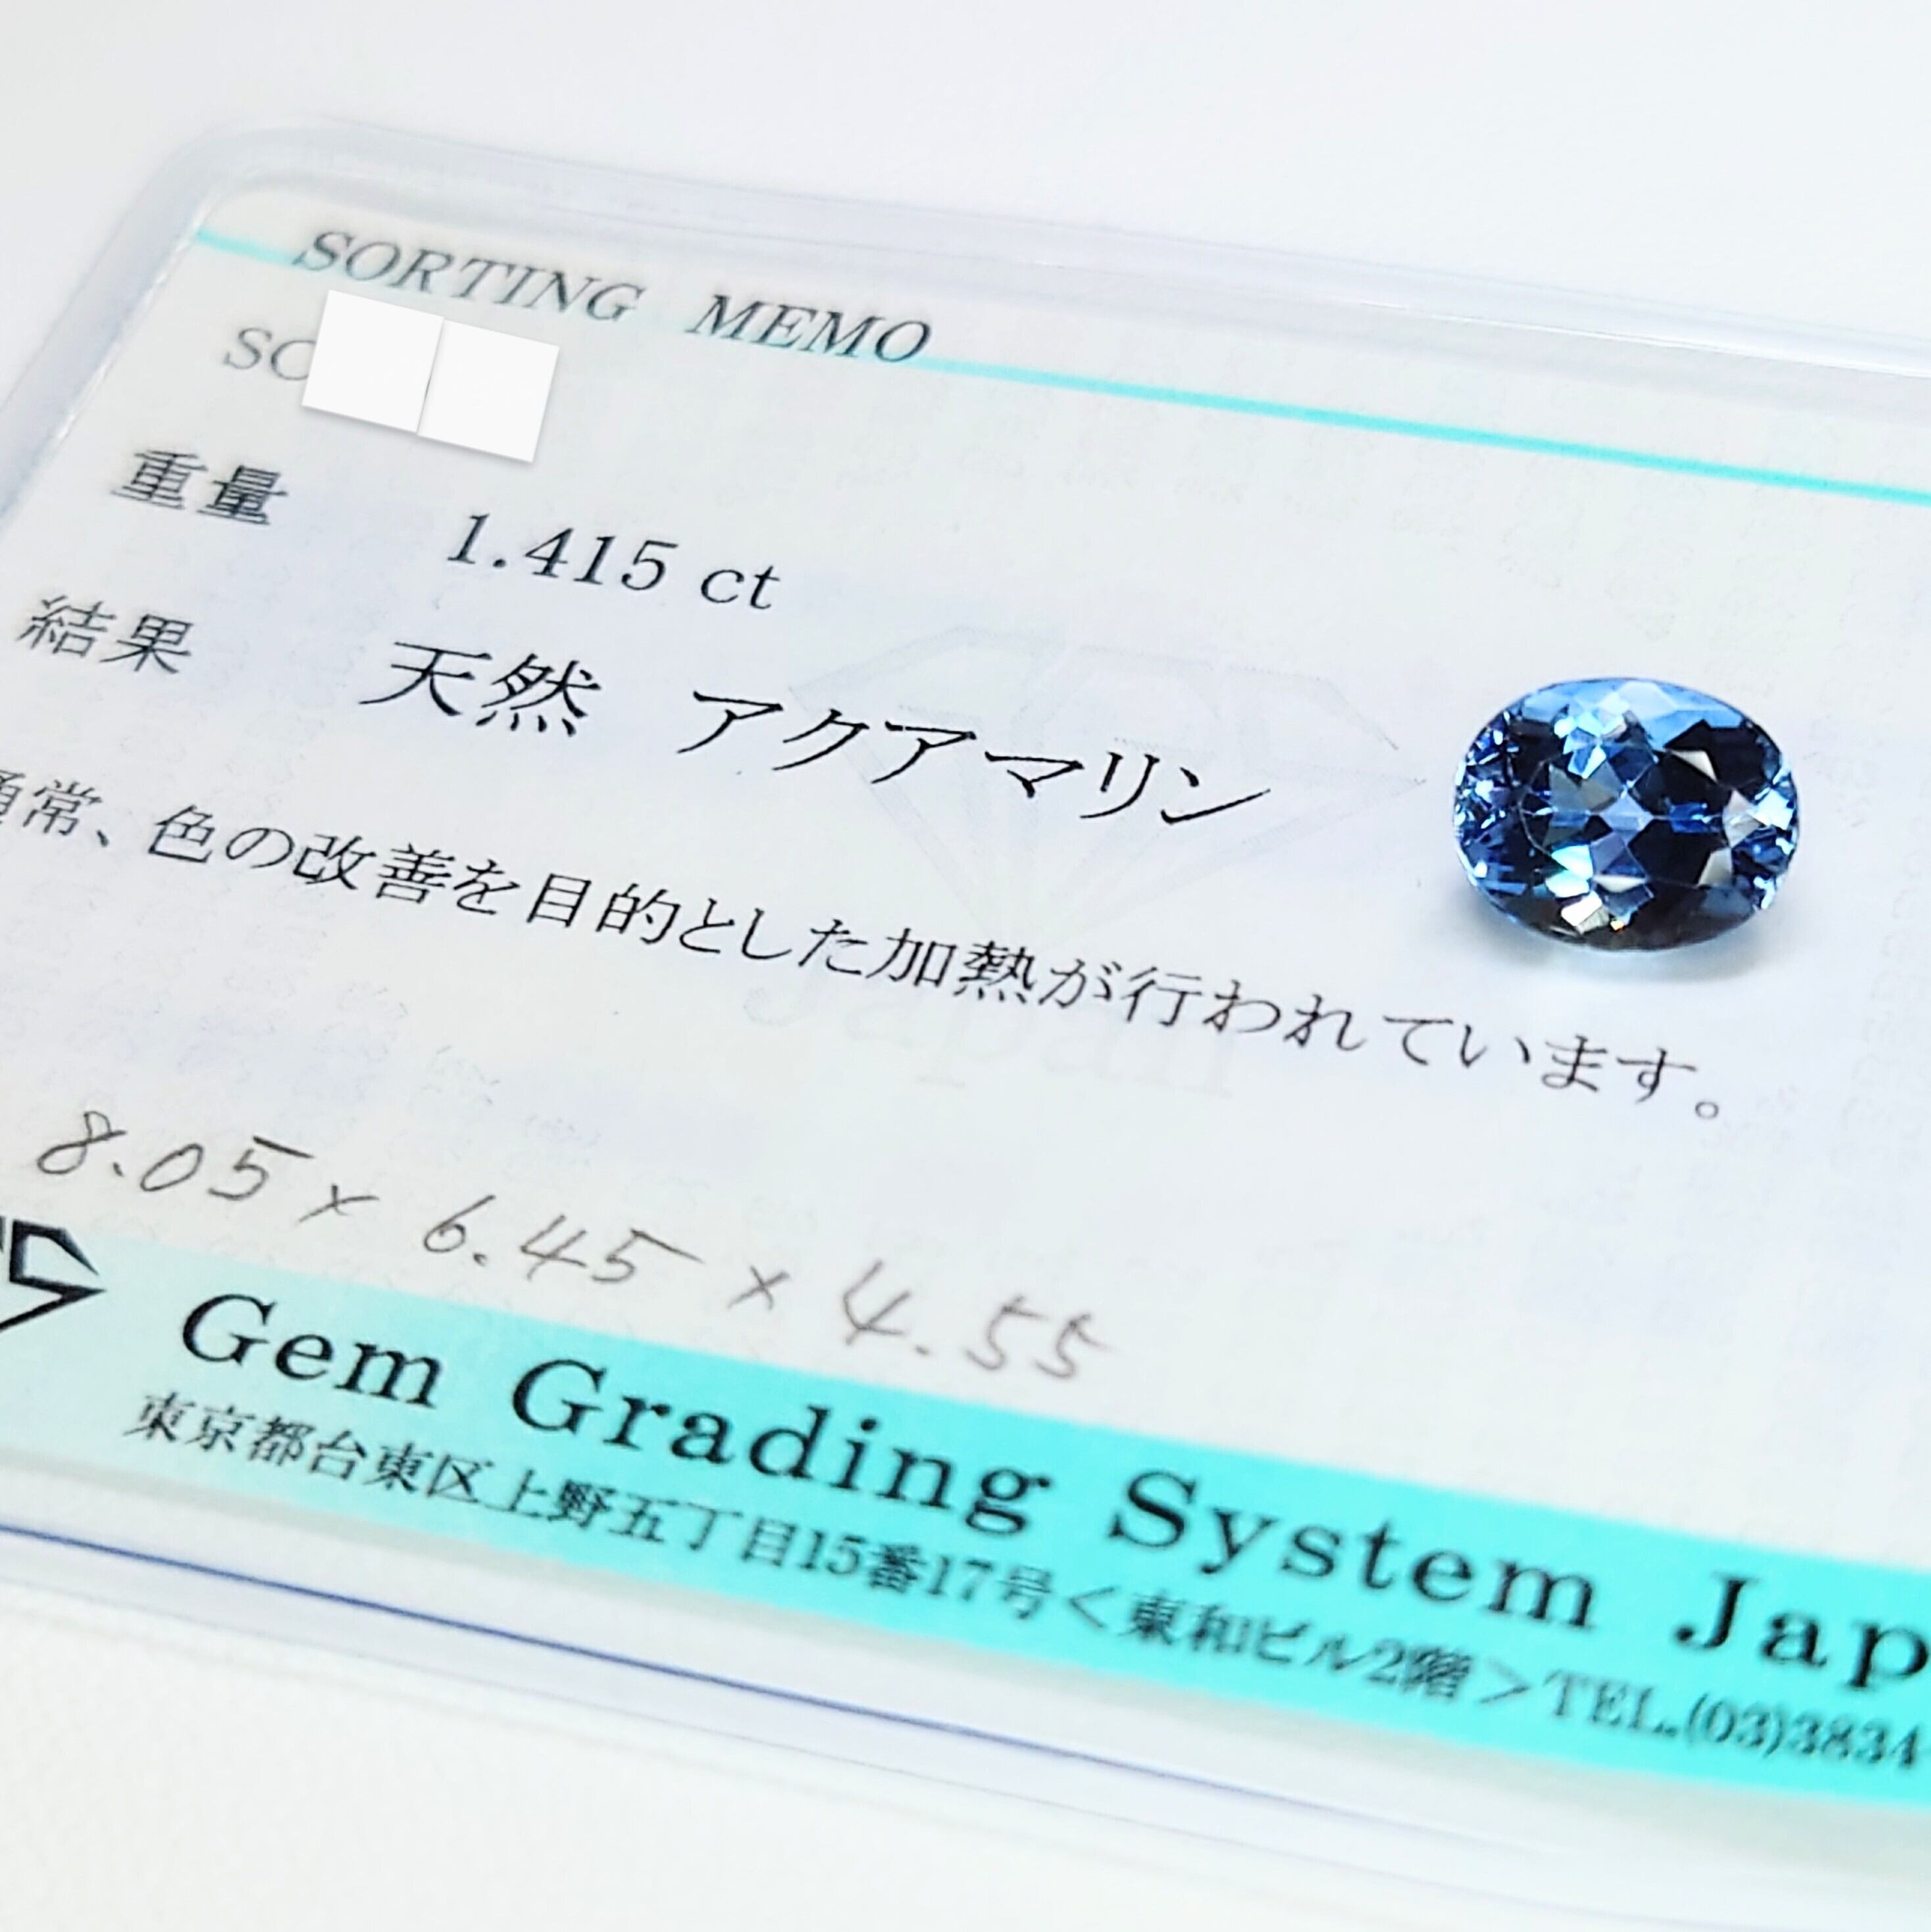 SORTING MEMO
SC
重量 1.415 ct
結果 天然 アクアマリン
通常、色の改善を目的とした加熱が行われています。
8.05 × 6.45 × 4.55
Gem Grading System Jap
東京都台東区上野五丁目15番17号＜東和ビル2階＞TEL.(03)3834-
Japan